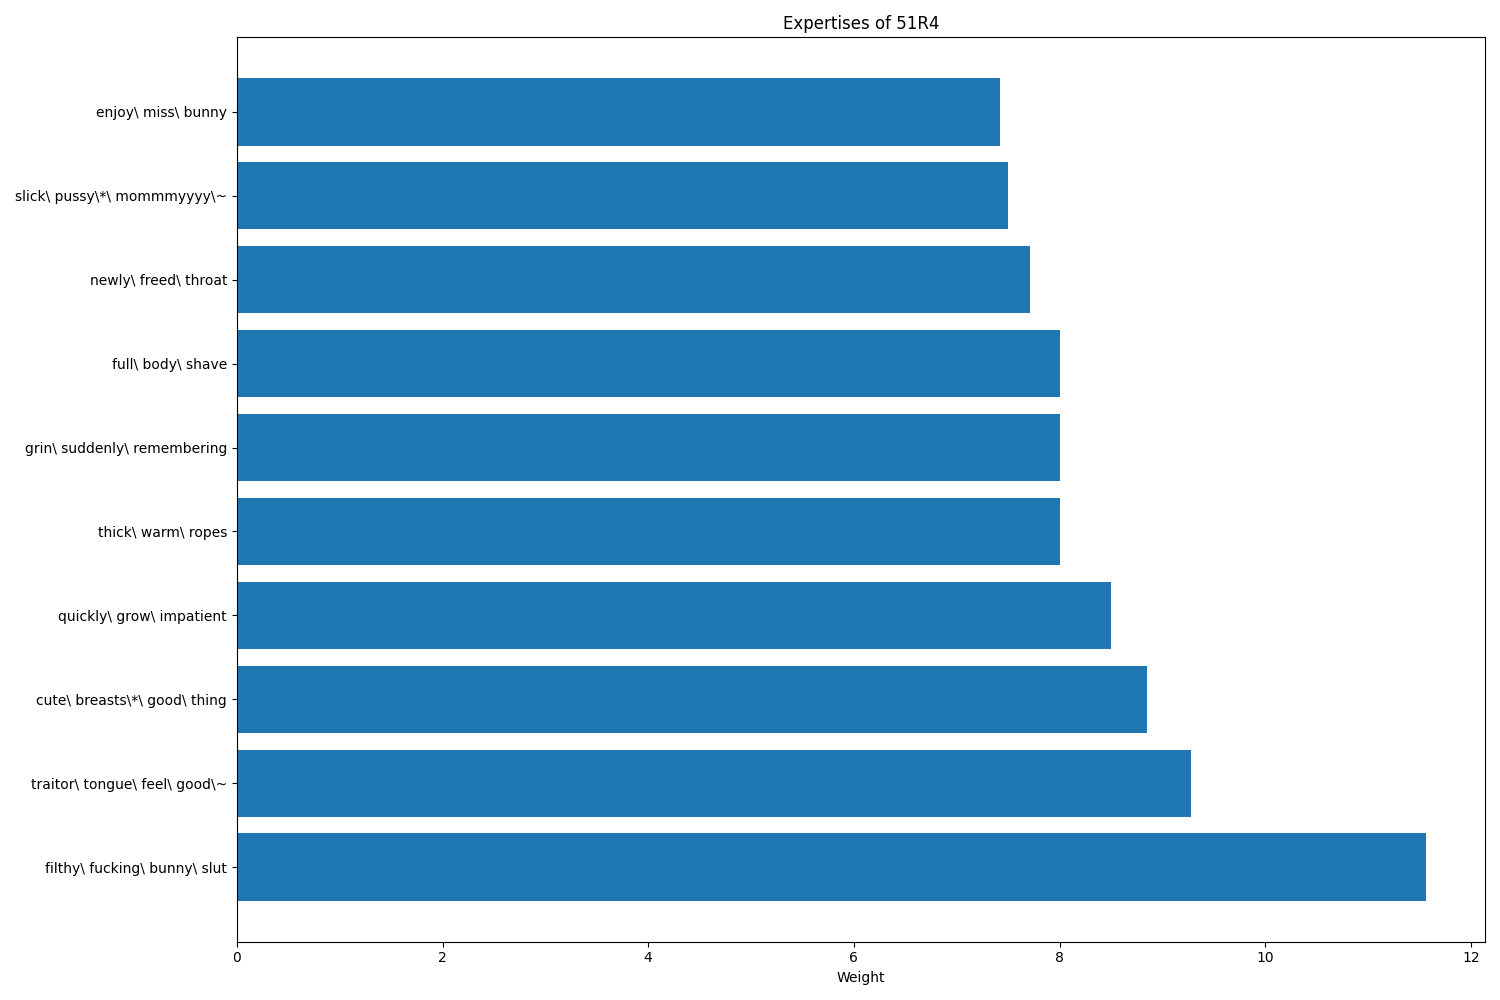 Expertises of 51R4
enjoy\ miss\ bunny
slick\ pussy\*\ mommmyyyy\~
newly\ freed\ throat
full\ body\ shave
grin\ suddenly\ remembering
thick\ warm\ ropes
quickly\ grow\ impatient
cute\ breasts\*\ good\ thing
traitor\ tongue\ feel\ good\~
filthy\ fucking\ bunny\ slut
0 2 4 6 8 10 12
Weight